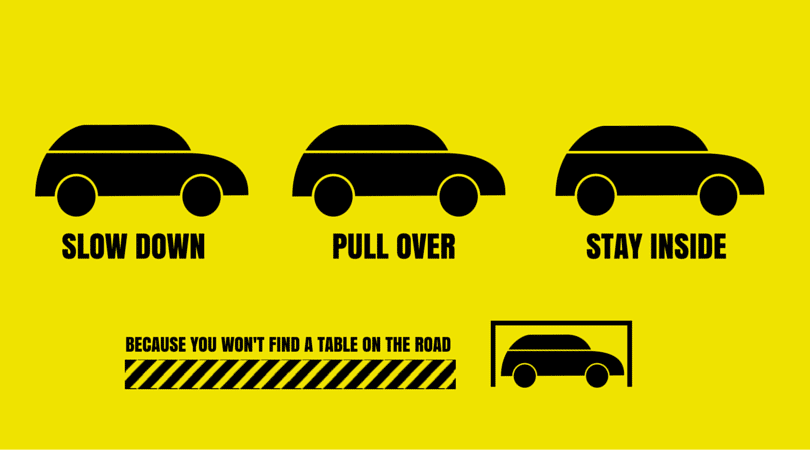 SLOW DOWN
PULL OVER
STAY INSIDE
BECAUSE YOU WON'T FIND A TABLE ON THE ROAD